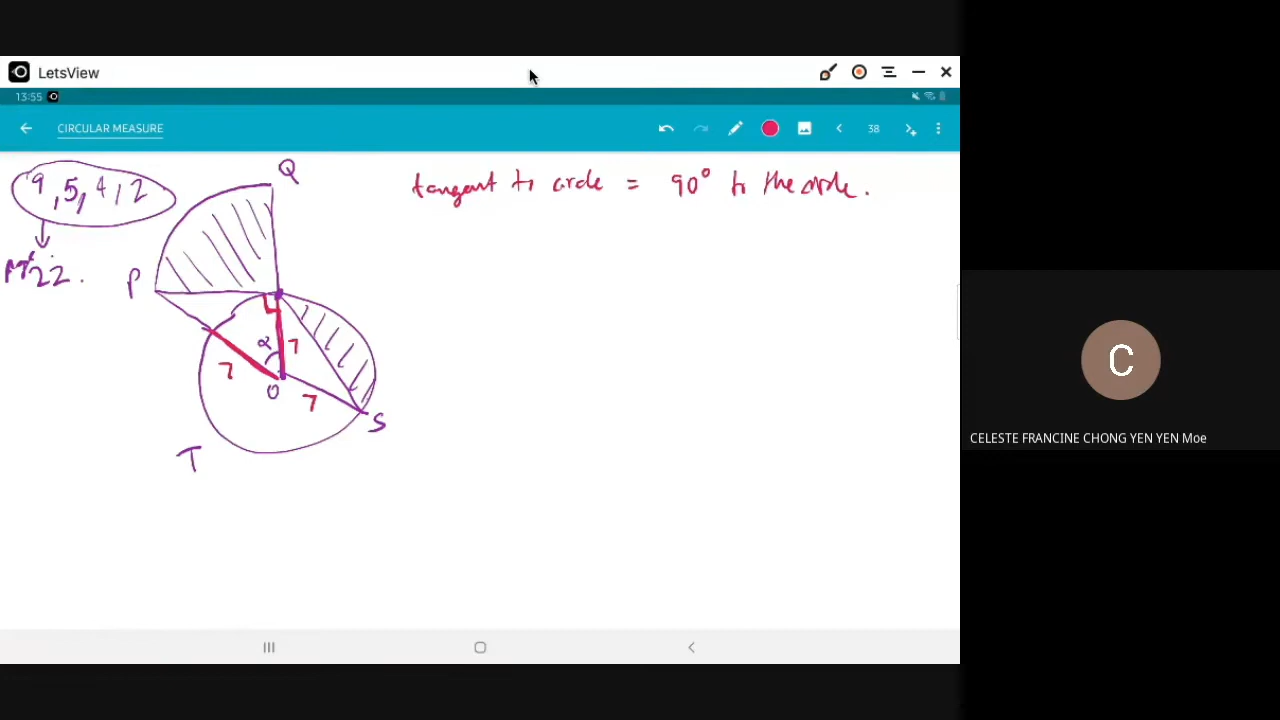 LetsView
13:55
CIRCULAR MEASURE
38
9, 5, 4, 2
22.
Q
tangent to circle = 90° to the circle.
P
α
7
7
O
7
S
T
C
CELESTE FRANCINE CHONG YEN YEN Moe